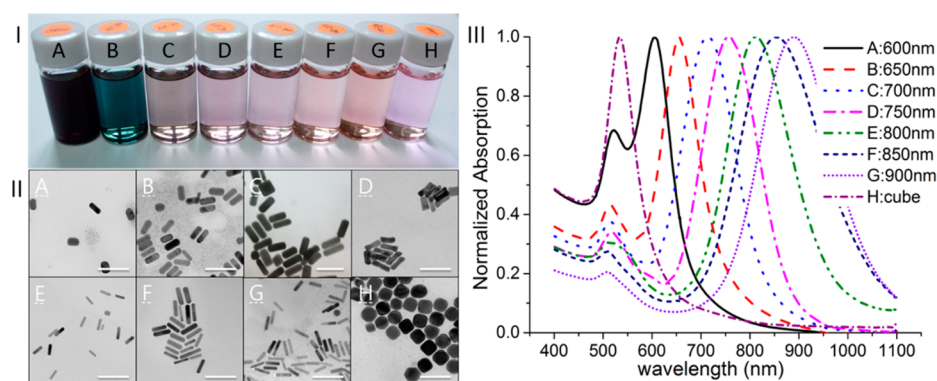 I
A B C D E F G H
II
A B C D
E F G H
III
Normalized Absorption
1.0
0.8
0.6
0.4
0.2
0.0
400 500 600 700 800 900 1000 1100
wavelength (nm)
A:600nm
B:650nm
C:700nm
D:750nm
E:800nm
F:850nm
G:900nm
H:cube